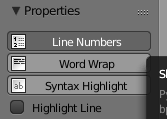 Properties
Line Numbers
Word Wrap
Syntax Highlight
Highlight Line